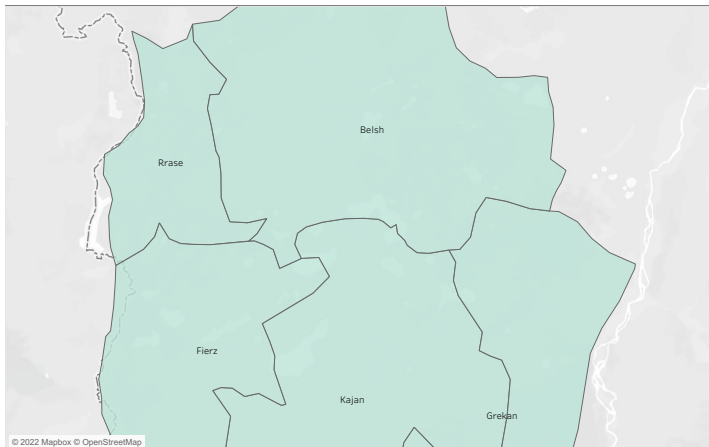 Belsh
Rrase
Fierz
Kajan
Grekan
© 2022 Mapbox © OpenStreetMap